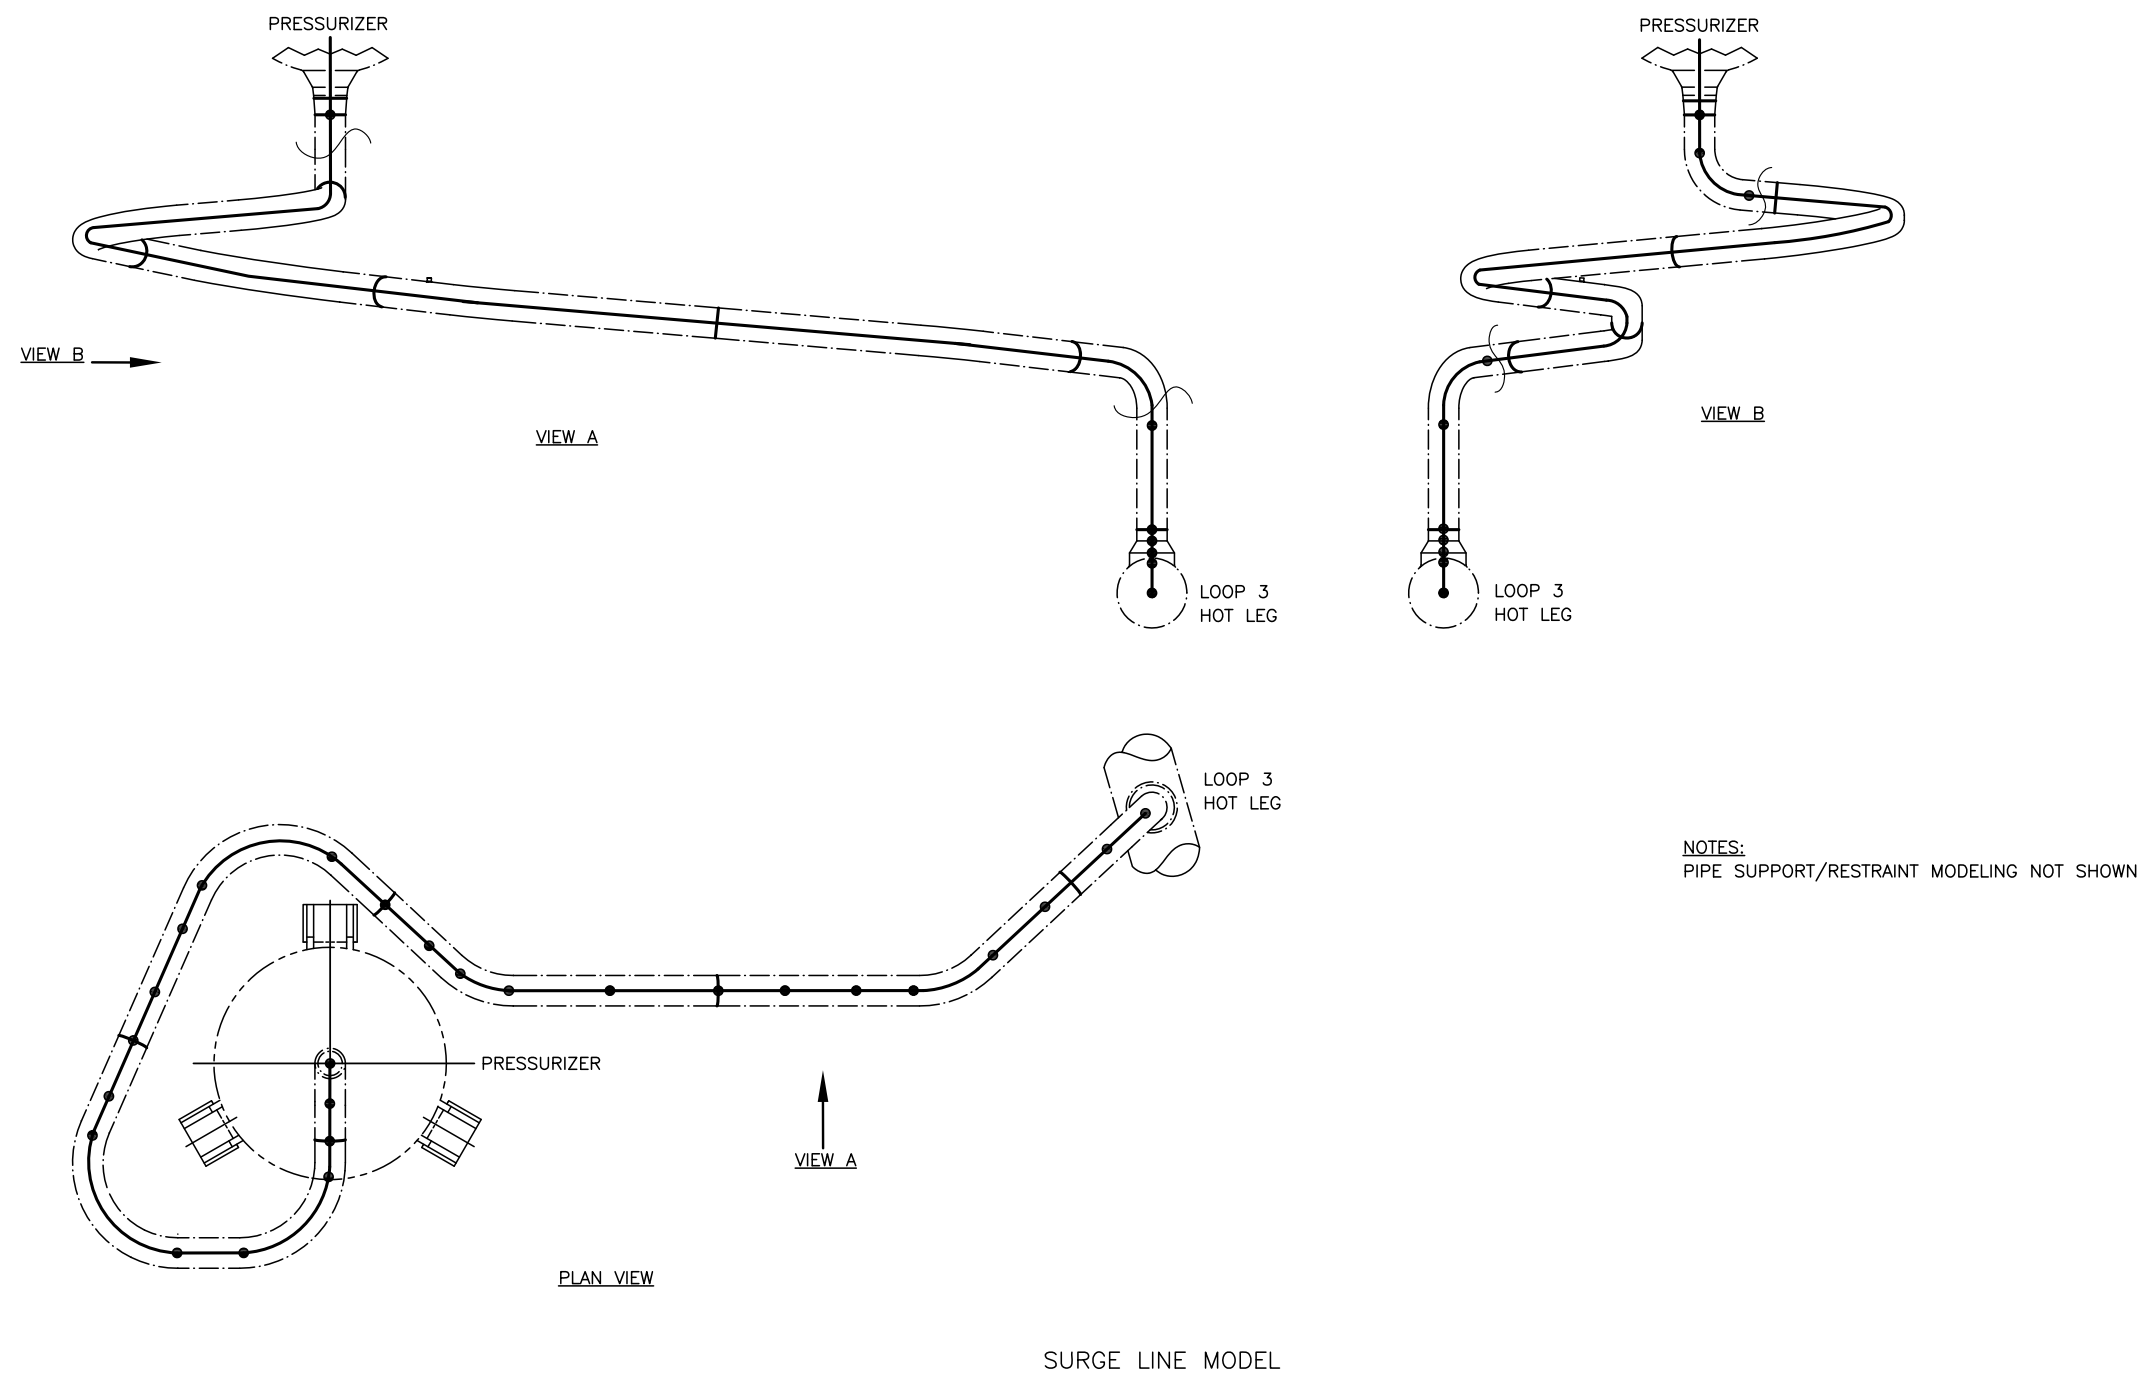 PRESSURIZER
PRESSURIZER
VIEW B
VIEW A
VIEW B
LOOP 3
HOT LEG
LOOP 3
HOT LEG
LOOP 3
HOT LEG
NOTES:
PIPE SUPPORT/RESTRAINT MODELING NOT SHOWN
PRESSURIZER
VIEW A
PLAN VIEW
SURGE LINE MODEL